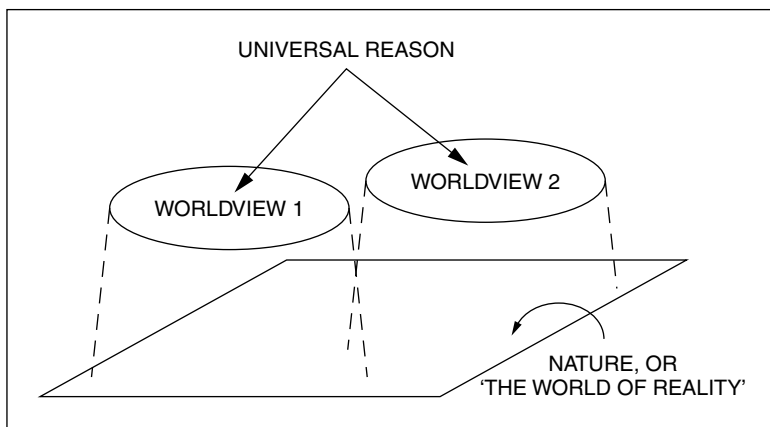 UNIVERSAL REASON
WORLDVIEW 1
WORLDVIEW 2
NATURE, OR
‘THE WORLD OF REALITY’